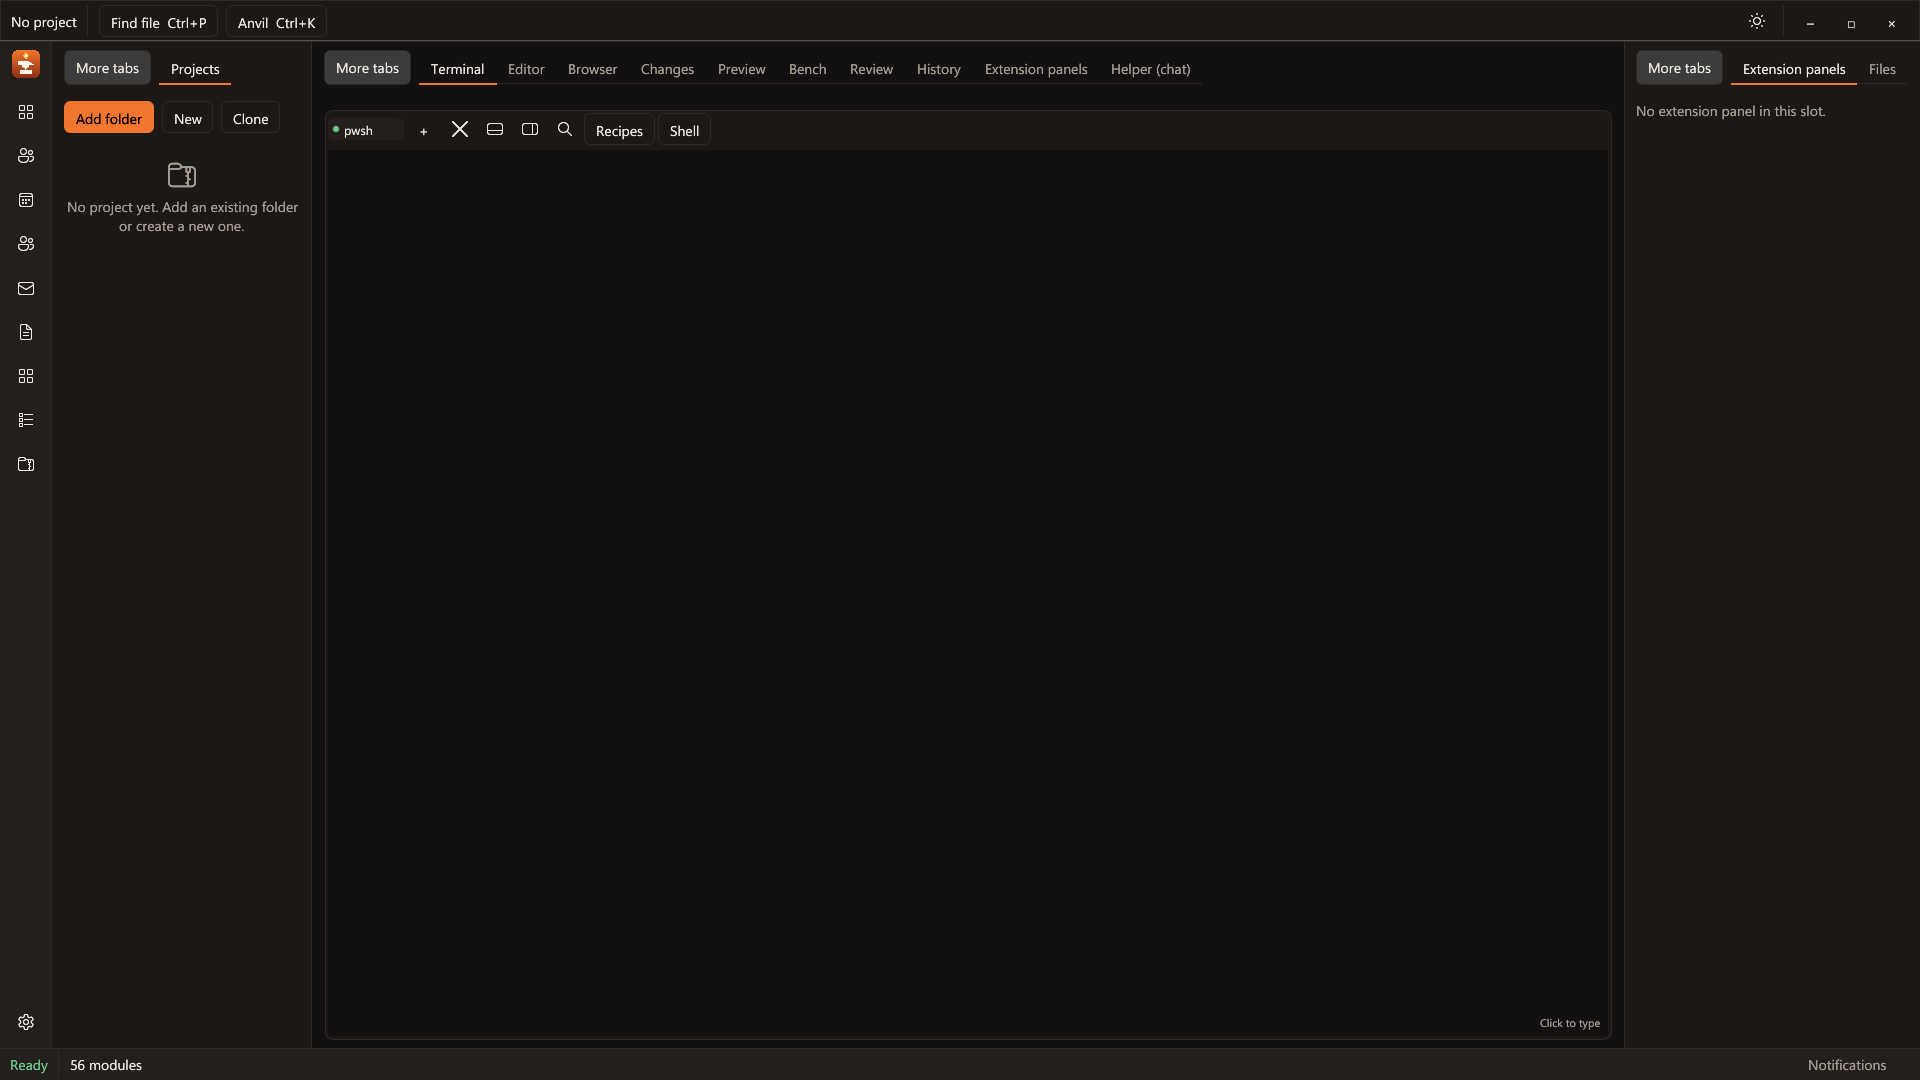 No project
Find file Ctrl+P
Anvil Ctrl+K
More tabs
Projects
Add folder
New
Clone
No project yet. Add an existing folder
or create a new one.
More tabs
Terminal
Editor
Browser
Changes
Preview
Bench
Review
History
Extension panels
Helper (chat)
pwsh
Recipes
Shell
Click to type
More tabs
Extension panels
Files
No extension panel in this slot.
Ready
56 modules
Notifications